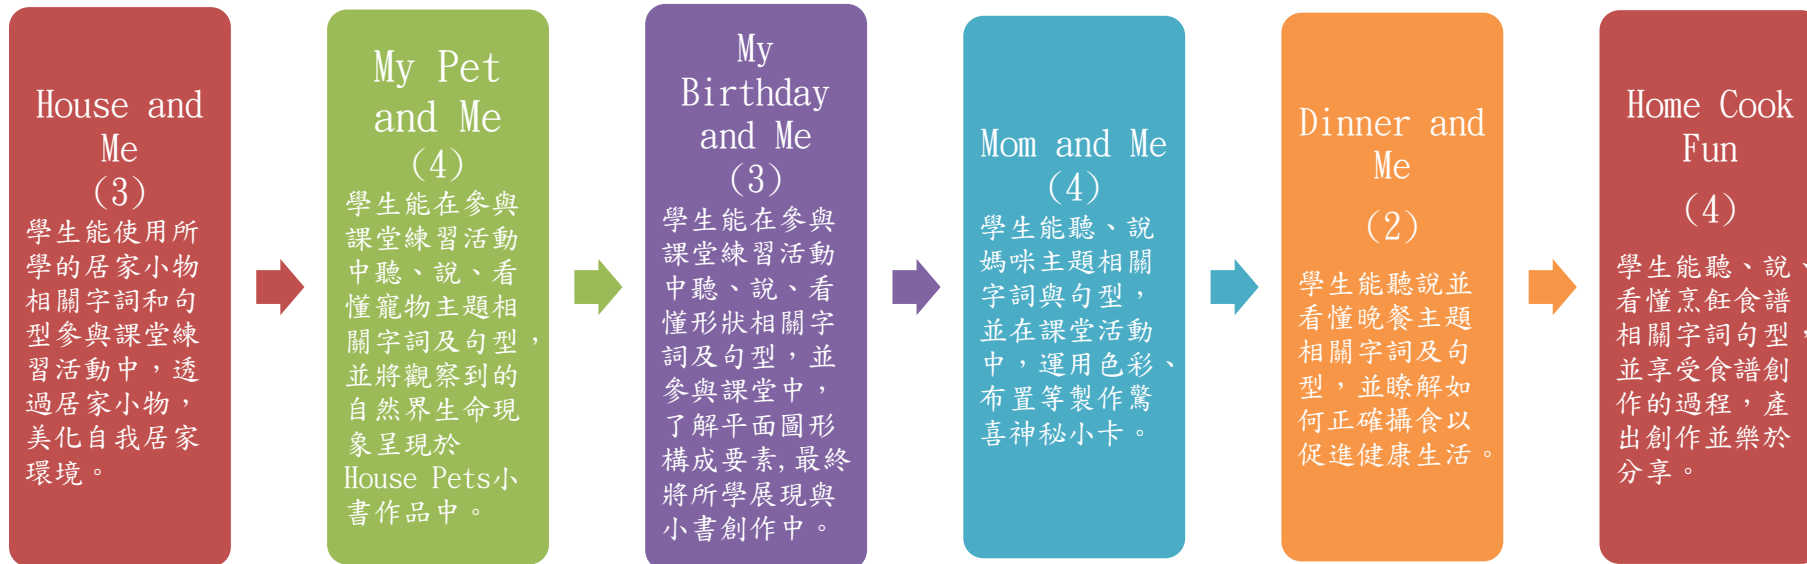 House and
Me
(3)
學生能使用所
學的居家小物
相關字詞和句
型參與課堂練
習活動中，透
過居家小物，
美化自我居家
環境。
My Pet
and Me
(4)
學生能在參與
課堂練習活動
中聽、說、看
懂寵物主題相
關字詞及句型，
並將觀察到的
自然界生命現
象呈現於
House Pets小
書作品中。
My
Birthday
and Me
(3)
學生能在參與
課堂練習活動
中聽、說、看
懂形狀相關字
詞及句型，並
參與課堂中，
了解平面圖形
構成要素,最終
將所學展現與
小書創作中。
Mom and Me
(4)
學生能聽、說
媽咪主題相關
字詞與句型，
並在課堂活動
中，運用色彩、
布置等製作驚
喜神秘小卡。
Dinner and
Me
(2)
學生能聽說並
看懂晚餐主題
相關字詞及句
型，並瞭解如
何正確攝食以
促進健康生活。
Home Cook
Fun
(4)
學生能聽、說、
看懂烹飪食譜
相關字詞句型，
並享受食譜創
作的過程，產
出創作並樂於
分享。